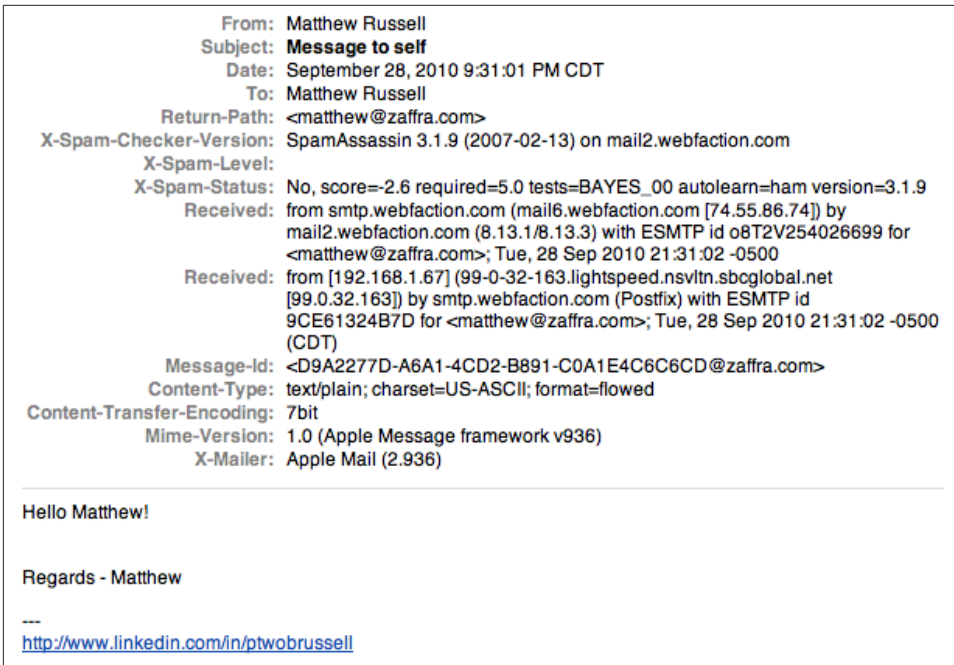 From: Matthew Russell
Subject: Message to self
Date: September 28, 2010 9:31:01 PM CDT
To: Matthew Russell
Return-Path: <matthew@zaffra.com>
X-Spam-Checker-Version: SpamAssassin 3.1.9 (2007-02-13) on mail2.webfaction.com
X-Spam-Level:
X-Spam-Status: No, score=-2.6 required=5.0 tests=BAYES_00 autolearn=ham version=3.1.9
Received: from smtp.webfaction.com (mail6.webfaction.com [74.55.86.74]) by
mail2.webfaction.com (8.13.1/8.13.3) with ESMTP id o8T2V254026699 for
<matthew@zaffra.com>; Tue, 28 Sep 2010 21:31:02 -0500
Received: from [192.168.1.67] (99-0-32-163.lightspeed.nsvltn.sbcglobal.net
[99.0.32.163]) by smtp.webfaction.com (Postfix) with ESMTP id
9CE61324B7D for <matthew@zaffra.com>; Tue, 28 Sep 2010 21:31:02 -0500
(CDT)
Message-Id: <D9A2277D-A6A1-4CD2-B891-C0A1E4C6C6CD@zaffra.com>
Content-Type: text/plain; charset=US-ASCII; format=flowed
Content-Transfer-Encoding: 7bit
Mime-Version: 1.0 (Apple Message framework v936)
X-Mailer: Apple Mail (2.936)
Hello Matthew!
Regards - Matthew
---
http://www.linkedin.com/in/ptwobrussell